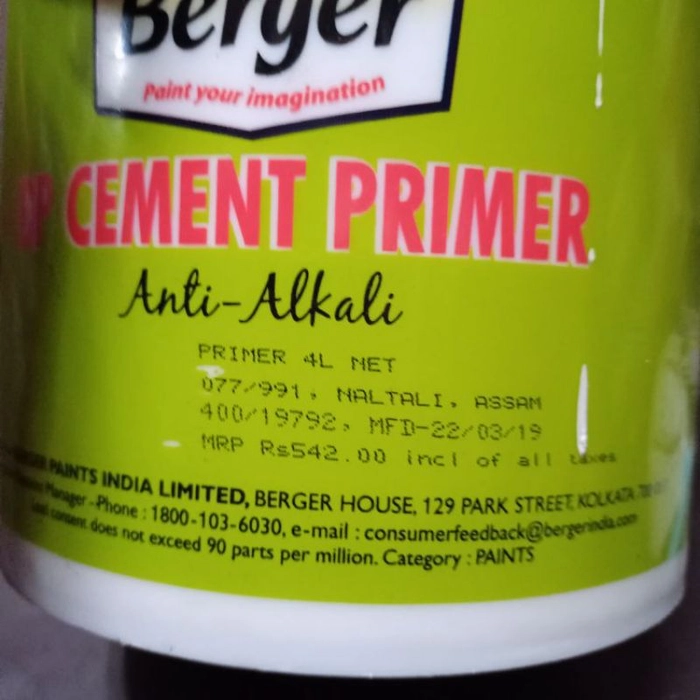 Berger
Paint your imagination
CEMENT PRIMER
Anti-Alkali
PRIMER 4L NET
077/991, NALTALI, ASSAM
400/19792, MFD-22/03/19
MRP Rs542.00 incl of all taxes
PAINTS INDIA LIMITED, BERGER HOUSE, 129 PARK STREET, KOLKATA
Manager-Phone : 1800-103-6030, e-mail : consumerfeedback@bergerindia.com
content does not exceed 90 parts per million. Category : PAINTS